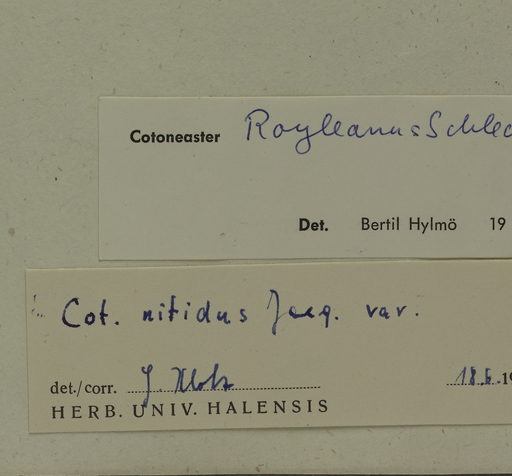 Cotoneaster Royleanus Schlec
Det. Bertil Hylmö 19
Cot. nitidus Jacq. var.
det./corr. J. Klotz 18.6.19
HERB. UNIV. HALENSIS